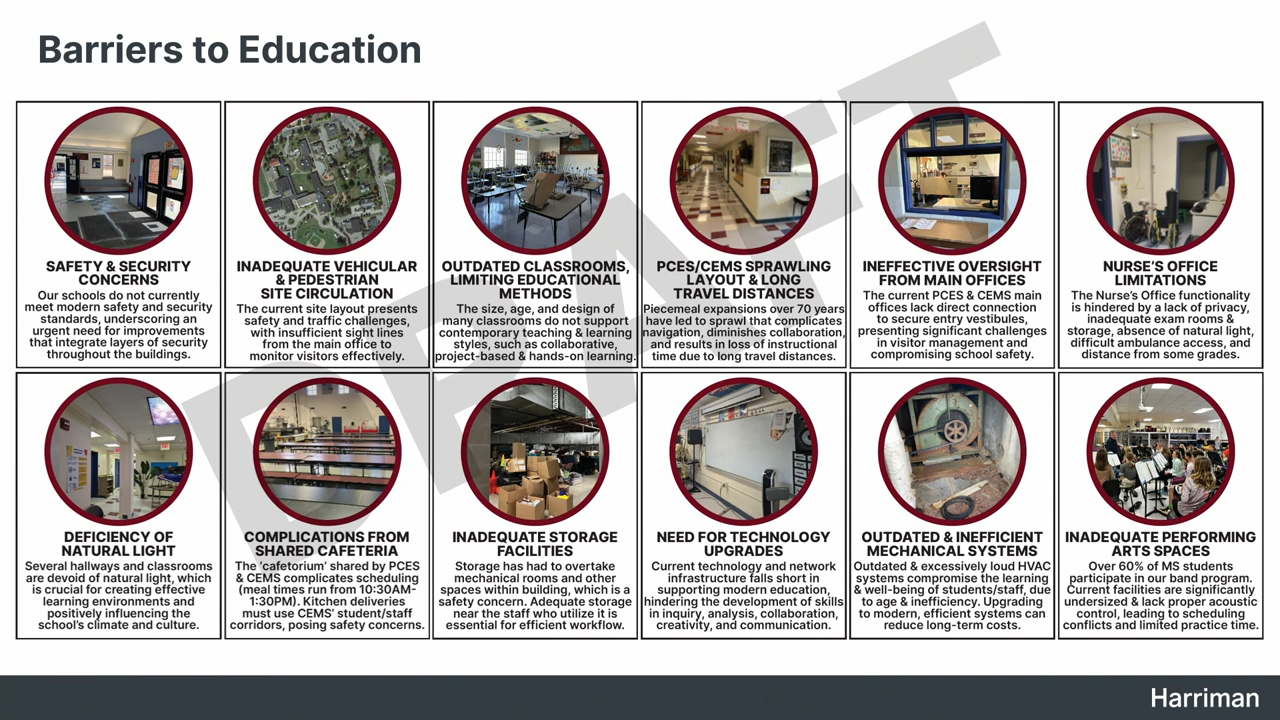 Barriers to Education
SAFETY & SECURITY
CONCERNS
Our schools do not currently
meet modern safety and security
standards, underscoring an
urgent need for improvements
that integrate layers of security
throughout the buildings.
INADEQUATE VEHICULAR
& PEDESTRIAN
SITE CIRCULATION
The current site layout presents
safety and traffic challenges,
with insufficient sight lines
from the main office to
monitor visitors effectively.
OUTDATED CLASSROOMS,
LIMITING EDUCATIONAL
METHODS
The size, age, and design of
many classrooms do not support
contemporary teaching & learning
styles, such as collaborative,
project-based & hands-on learning.
PCES/CEMS SPRAWLING
LAYOUT & LONG
TRAVEL DISTANCES
Piecemeal expansions over 70 years
have led to sprawl that complicates
navigation, diminishes collaboration,
and results in loss of instructional
time due to long travel distances.
INEFFECTIVE OVERSIGHT
FROM MAIN OFFICES
The current PCES & CEMS main
offices lack direct connection
to secure entry vestibules,
presenting significant challenges
in visitor management and
compromising school safety.
NURSE'S OFFICE
LIMITATIONS
The Nurse's Office functionality
is hindered by a lack of privacy,
inadequate exam rooms &
storage, absence of natural light,
difficult ambulance access, and
distance from some grades.
DEFICIENCY OF
NATURAL LIGHT
Several hallways and classrooms
are devoid of natural light, which
is crucial for creating effective
learning environments and
positively influencing the
school's climate and culture.
COMPLICATIONS FROM
SHARED CAFETERIA
The 'cafetorium' shared by PCES
& CEMS complicates scheduling
(meal times run from 10:30AM-
1:30PM). Kitchen deliveries
must use CEMS' student/staff
corridors, posing safety concerns.
INADEQUATE STORAGE
FACILITIES
Storage has had to overtake
mechanical rooms and other
spaces within building, which is a
safety concern. Adequate storage
near the staff who utilize it is
essential for efficient workflow.
NEED FOR TECHNOLOGY
UPGRADES
Current technology and network
infrastructure falls short in
supporting modern education,
hindering the development of skills
in inquiry, analysis, collaboration,
creativity, and communication.
OUTDATED & INEFFICIENT
MECHANICAL SYSTEMS
Outdated & excessively loud HVAC
systems compromise the learning
& well-being of students/staff, due
to age & inefficiency. Upgrading
to modern, efficient systems can
reduce long-term costs.
INADEQUATE PERFORMING
ARTS SPACES
Over 60% of MS students
participate in our band program.
Current facilities are significantly
undersized & lack proper acoustic
control, leading to scheduling
conflicts and limited practice time.
DRAFT
Harriman